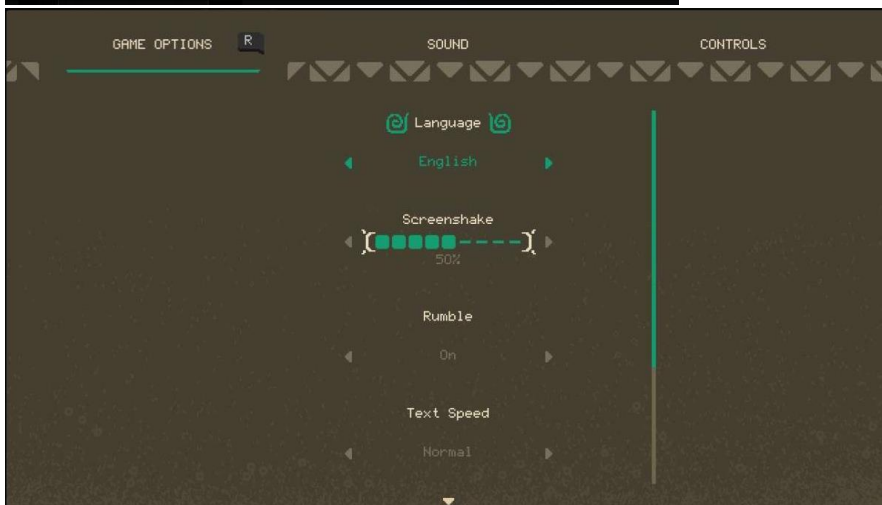 GAME OPTIONS R SOUND CONTROLS
Language
English
Screenshake
50%
Rumble
On
Text Speed
Normal